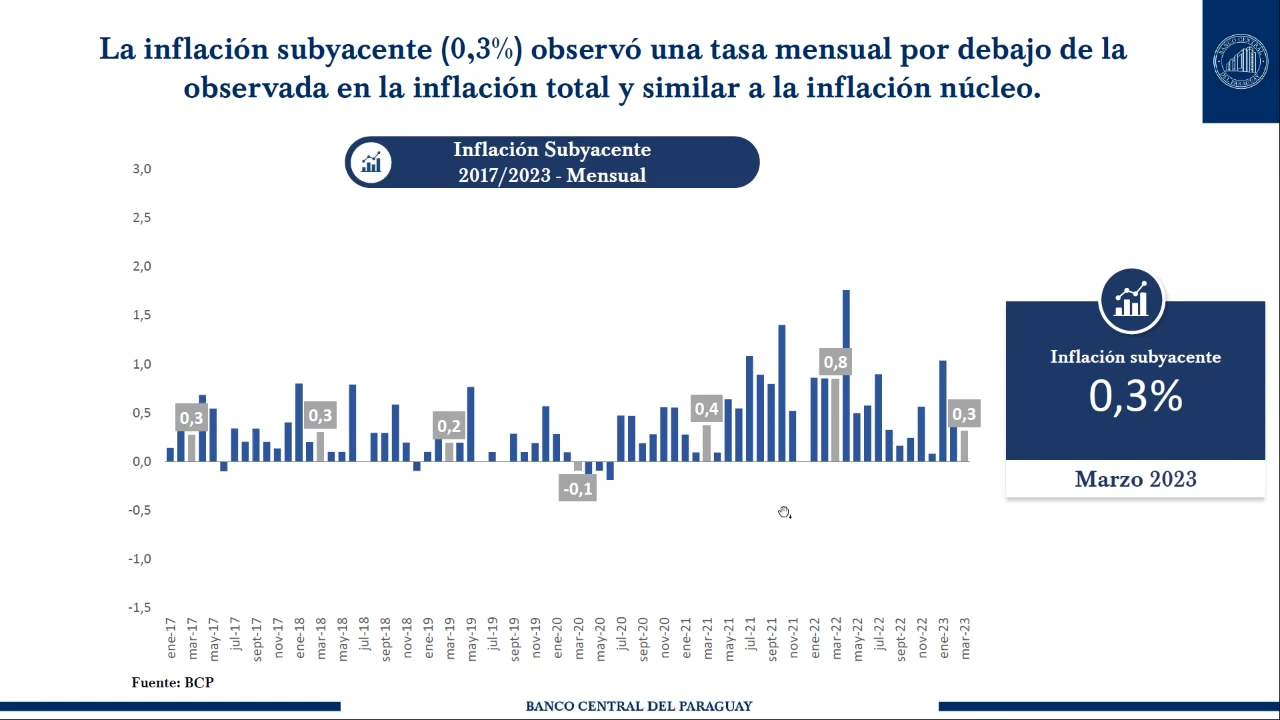 La inflación subyacente (0,3%) observó una tasa mensual por debajo de la
observada en la inflación total y similar a la inflación núcleo.
Inflación Subyacente
2017/2023 - Mensual
3,0
2,5
2,0
1,5
1,0
0,5
0,0
-0,5
-1,0
-1,5
0,3
0,3
0,2
-0,1
0,4
0,8
0,3
ene-17
mar-17
may-17
jul-17
sept-17
nov-17
ene-18
mar-18
may-18
jul-18
sept-18
nov-18
ene-19
mar-19
may-19
jul-19
sept-19
nov-19
ene-20
mar-20
may-20
jul-20
sept-20
nov-20
ene-21
mar-21
may-21
jul-21
sept-21
nov-21
ene-22
mar-22
may-22
jul-22
sept-22
nov-22
ene-23
mar-23
Inflación subyacente
0,3%
Marzo 2023
Fuente: BCP
BANCO CENTRAL DEL PARAGUAY